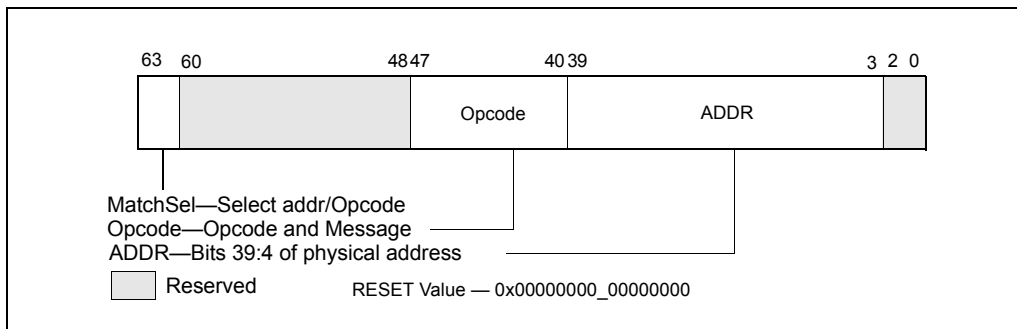 63 60 48 47 40 39 3 2 0
Opcode ADDR
MatchSel—Select addr/Opcode
Opcode—Opcode and Message
ADDR—Bits 39:4 of physical address
Reserved RESET Value — 0x00000000_00000000